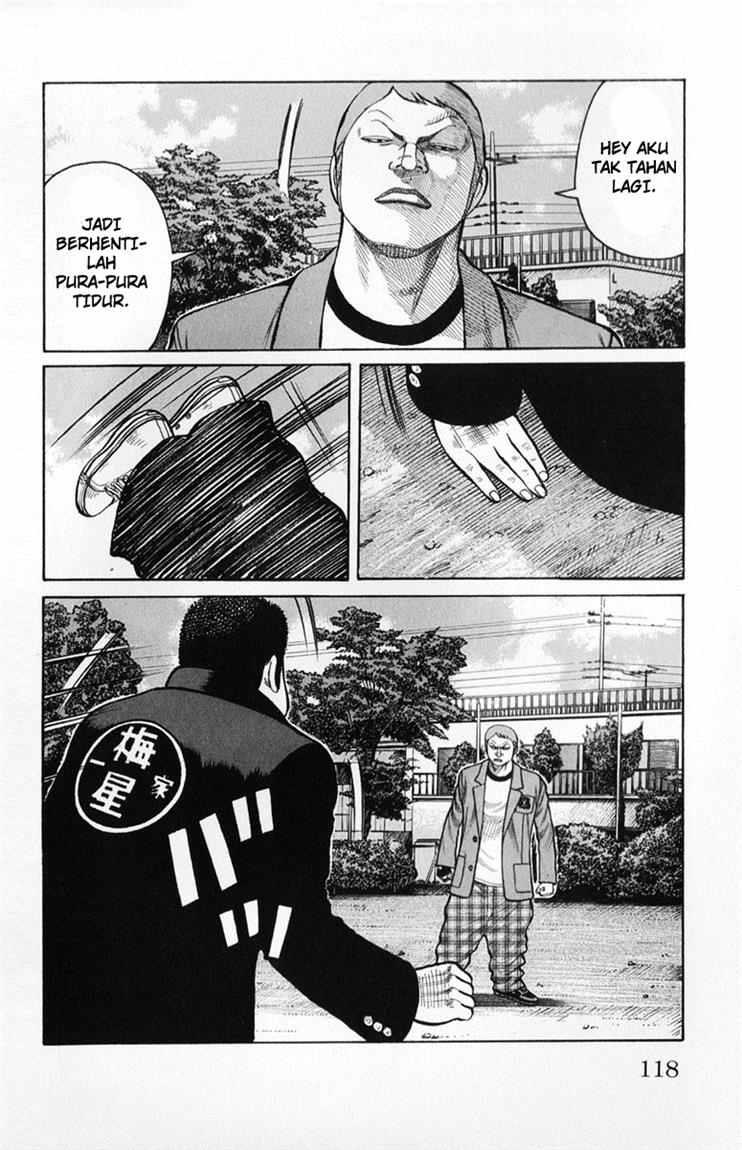 HEY AKU
TAK TAHAN
LAGI.
JADI
BERHENTI-
LAH
PURA-PURA
TIDUR.
梅星一家
バッ
118